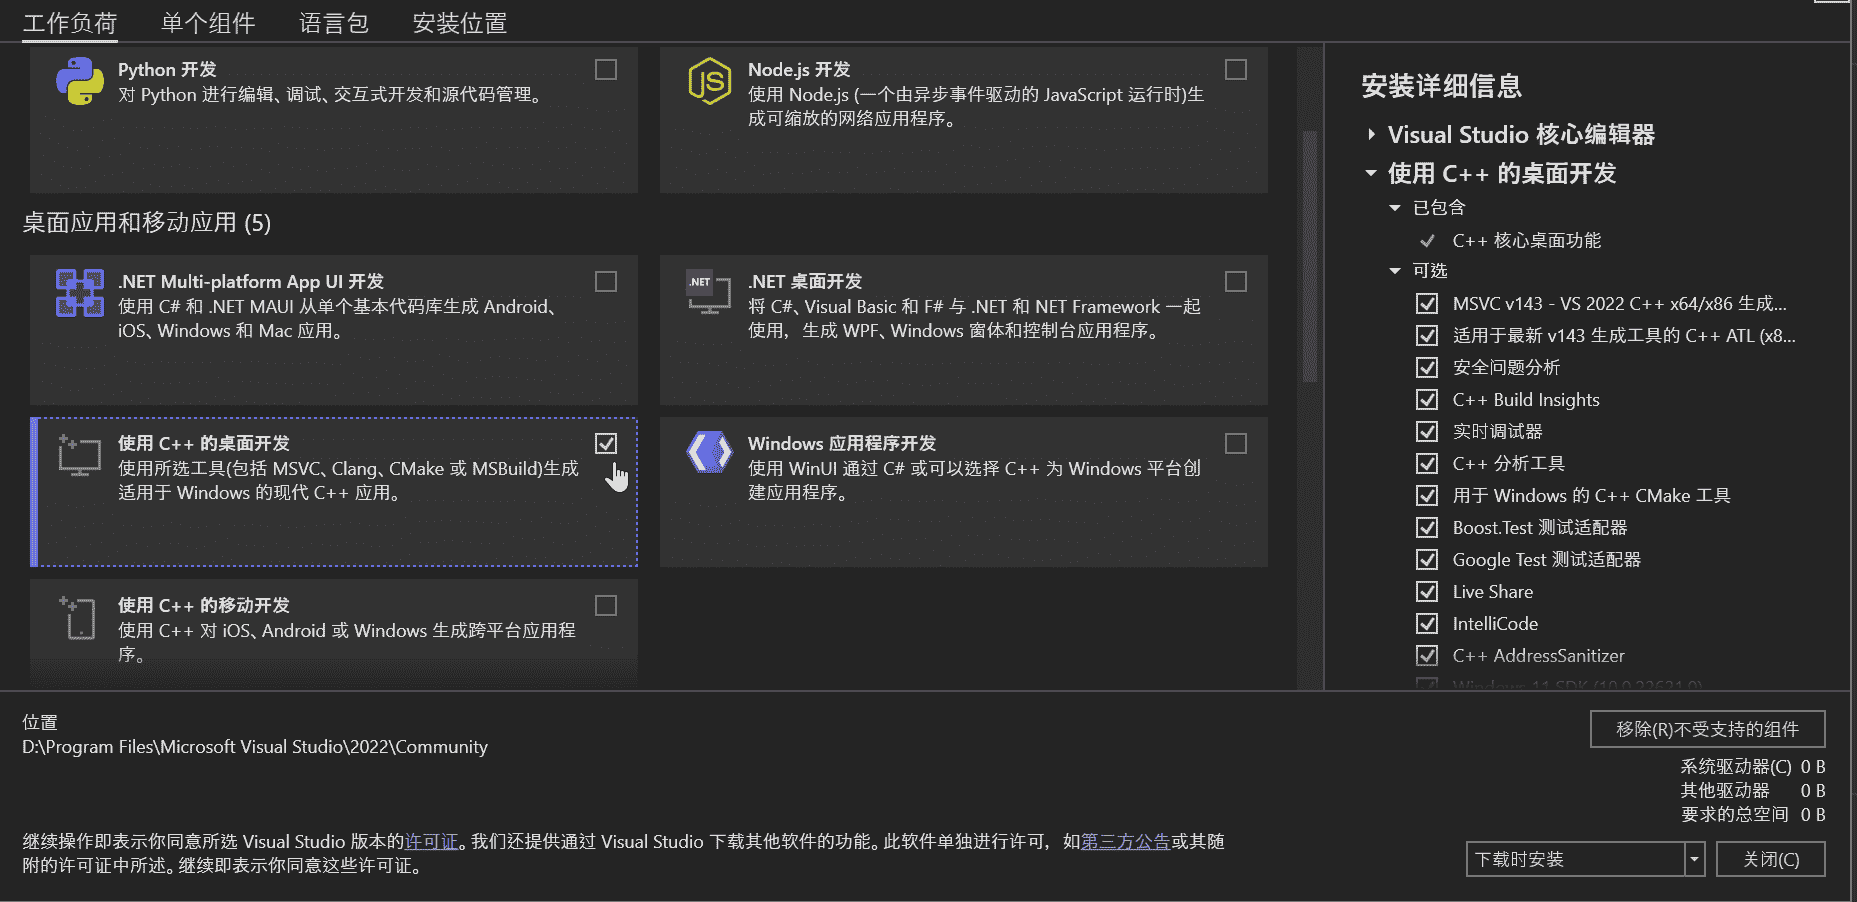 工作负荷
单个组件
语言包
安装位置
Python 开发
对 Python 进行编辑、调试、交互式开发和源代码管理。
Node.js 开发
使用 Node.js (一个由异步事件驱动的 JavaScript 运行时)生
成可缩放的网络应用程序。
桌面应用和移动应用 (5)
.NET Multi-platform App UI 开发
使用 C# 和 .NET MAUI 从单个基本代码库生成 Android、
iOS、Windows 和 Mac 应用。
.NET
.NET 桌面开发
将 C#、Visual Basic 和 F# 与 .NET 和 NET Framework 一起
使用，生成 WPF、Windows 窗体和控制台应用程序。
使用 C++ 的桌面开发
使用所选工具(包括 MSVC、Clang、CMake 或 MSBuild)生成
适用于 Windows 的现代 C++ 应用。
Windows 应用程序开发
使用 WinUI 通过 C# 或可以选择 C++ 为 Windows 平台创
建应用程序。
使用 C++ 的移动开发
使用 C++ 对 iOS、Android 或 Windows 生成跨平台应用程
序。
安装详细信息
Visual Studio 核心编辑器
使用 C++ 的桌面开发
已包含
C++ 核心桌面功能
可选
MSVC v143 - VS 2022 C++ x64/x86 生成...
适用于最新 v143 生成工具的 C++ ATL (x8...
安全问题分析
C++ Build Insights
实时调试器
C++ 分析工具
用于 Windows 的 C++ CMake 工具
Boost.Test 测试适配器
Google Test 测试适配器
Live Share
IntelliCode
C++ AddressSanitizer
Windows 11 SDK (10.0.22621.0)
位置
D:\Program Files\Microsoft Visual Studio\2022\Community
移除(R)不受支持的组件
系统驱动器(C) 0 B
其他驱动器 0 B
要求的总空间 0 B
继续操作即表示你同意所选 Visual Studio 版本的许可证。我们还提供通过 Visual Studio 下载其他软件的功能。此软件单独进行许可，如第三方公告或其随
附的许可证中所述。继续即表示你同意这些许可证。
下载时安装
关闭(C)